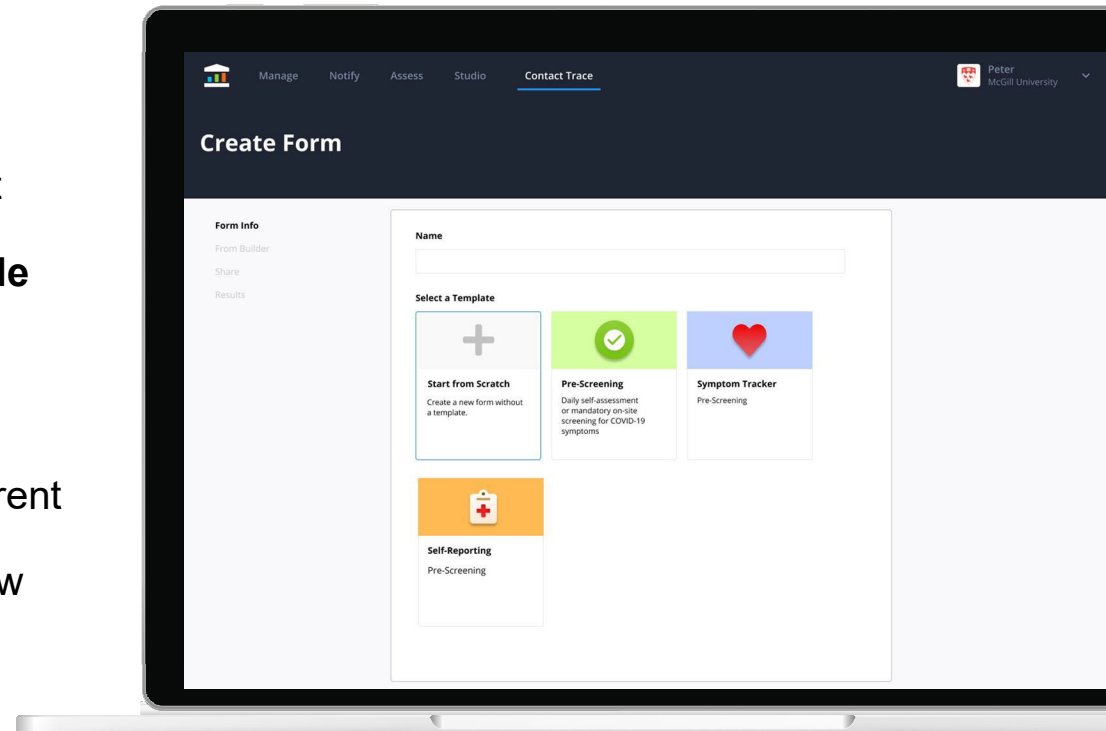 le
rent
w
Manage Notify Assess Studio Contact Trace
Peter
McGill University
Create Form
Form Info
From Builder
Share
Results
Name
Select a Template
Start from Scratch
Create a new form without
a template.
Pre-Screening
Daily self-assessment
or mandatory on-site
screening for COVID-19
symptoms
Symptom Tracker
Pre-Screening
Self-Reporting
Pre-Screening